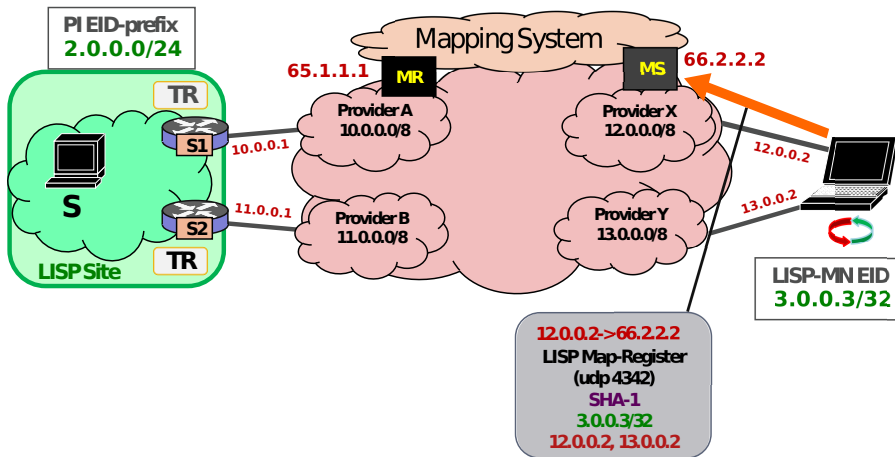 PI EID-prefix
2.0.0.0/24
Mapping System
65.1.1.1
MR
MS
66.2.2.2
TR
S1
10.0.0.1
Provider A
10.0.0.0/8
Provider X
12.0.0.0/8
12.0.0.2
S
11.0.0.1
S2
TR
LISP Site
Provider B
11.0.0.0/8
Provider Y
13.0.0.0/8
13.0.0.2
LISP-MN EID
3.0.0.3/32
12.0.0.2->66.2.2.2
LISP Map-Register
(udp 4342)
SHA-1
3.0.0.3/32
12.0.0.2, 13.0.0.2